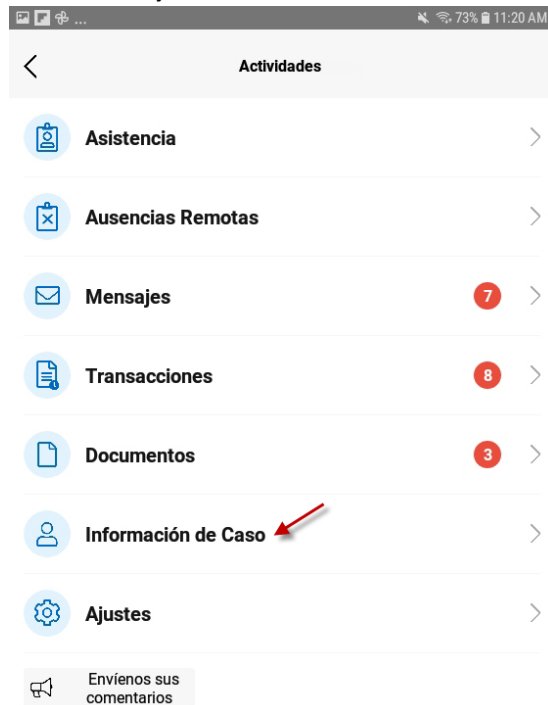 ... 73% 11:20 AM
Actividades
Asistencia
Ausencias Remotas
Mensajes 7
Transacciones 8
Documentos 3
Información de Caso
Ajustes
Envíenos sus
comentarios